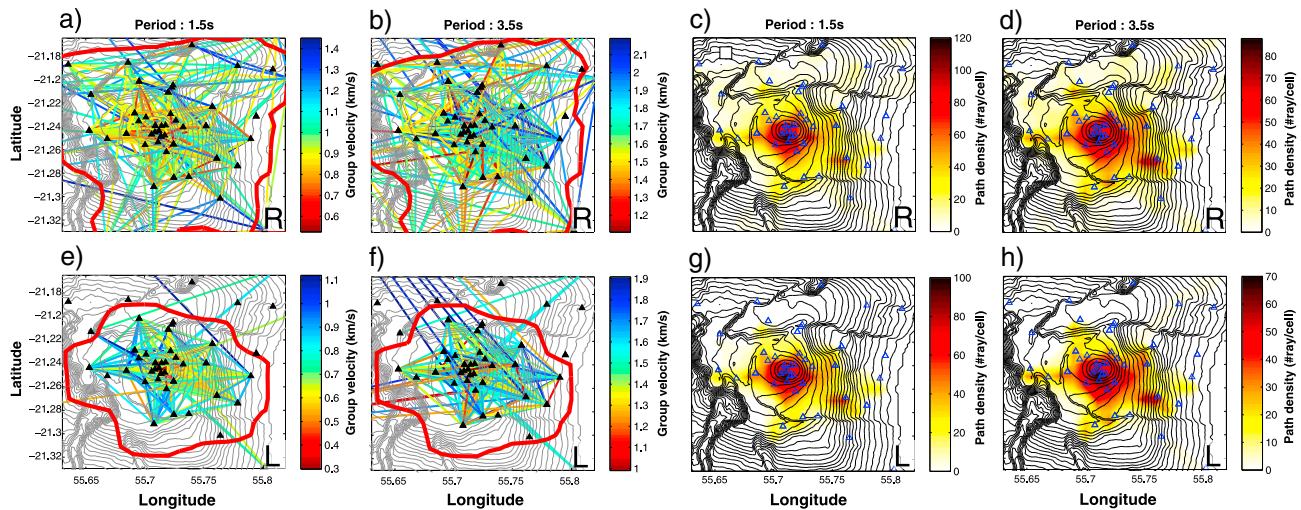 a)
Period : 1.5s
b)
Period : 3.5s
c)
Period : 1.5s
d)
Period : 3.5s
Latitude
−21.18
−21.19
−21.22
−21.24
−21.26
−21.28
−21.3
−21.32
R
1.4
1.3
1.2
1.1
1
0.9
0.8
0.7
0.6
Group velocity (km/s)
R
2.1
2
1.9
1.8
1.7
1.6
1.5
1.4
1.3
1.2
Group velocity (km/s)
R
120
100
80
60
40
20
0
Path density (#ray/cell)
R
80
70
60
50
40
30
20
10
0
Path density (#ray/cell)
e)
f)
g)
h)
Latitude
−21.18
−21.2
−21.22
−21.24
−21.26
−21.28
−21.3
−21.32
L
55.65
55.7
55.75
55.8
Longitude
1.1
1
0.9
0.8
0.7
0.6
0.5
0.4
0.3
Group velocity (km/s)
L
55.65
55.7
55.75
55.8
Longitude
1.9
1.8
1.7
1.6
1.5
1.4
1.3
1.2
1.1
1
Group velocity (km/s)
L
55.65
55.7
55.75
55.8
Longitude
100
80
60
40
20
0
Path density (#ray/cell)
L
55.65
55.7
55.75
55.8
Longitude
70
60
50
40
30
20
10
0
Path density (#ray/cell)